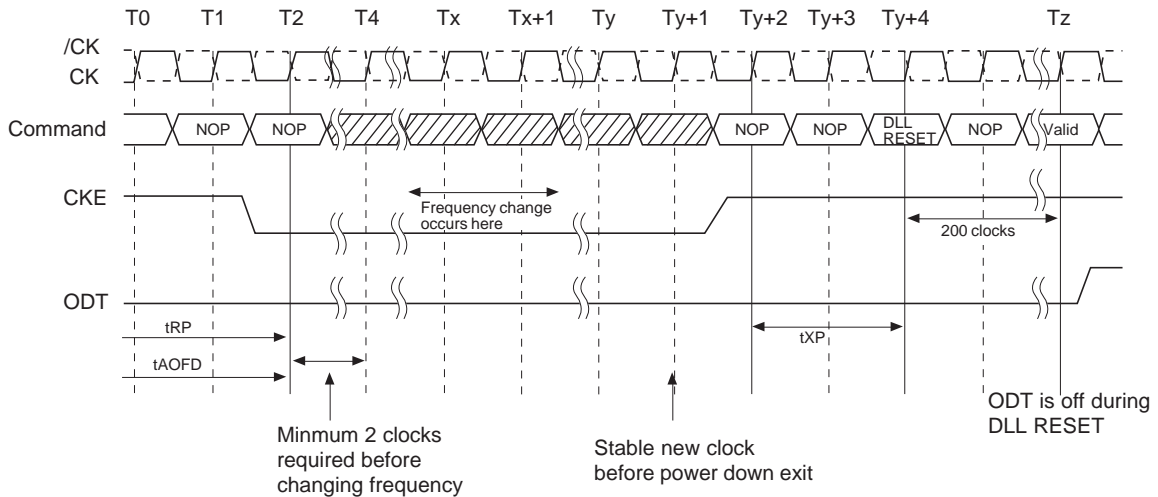 T0 T1 T2 T4 Tx Tx+1 Ty Ty+1 Ty+2 Ty+3 Ty+4 Tz
/CK
CK
Command NOP NOP NOP NOP DLL RESET NOP Valid
CKE
Frequency change
occurs here
200 clocks
ODT
tRP
tXP
tAOFD
ODT is off during
DLL RESET
Minmum 2 clocks
required before
changing frequency
Stable new clock
before power down exit